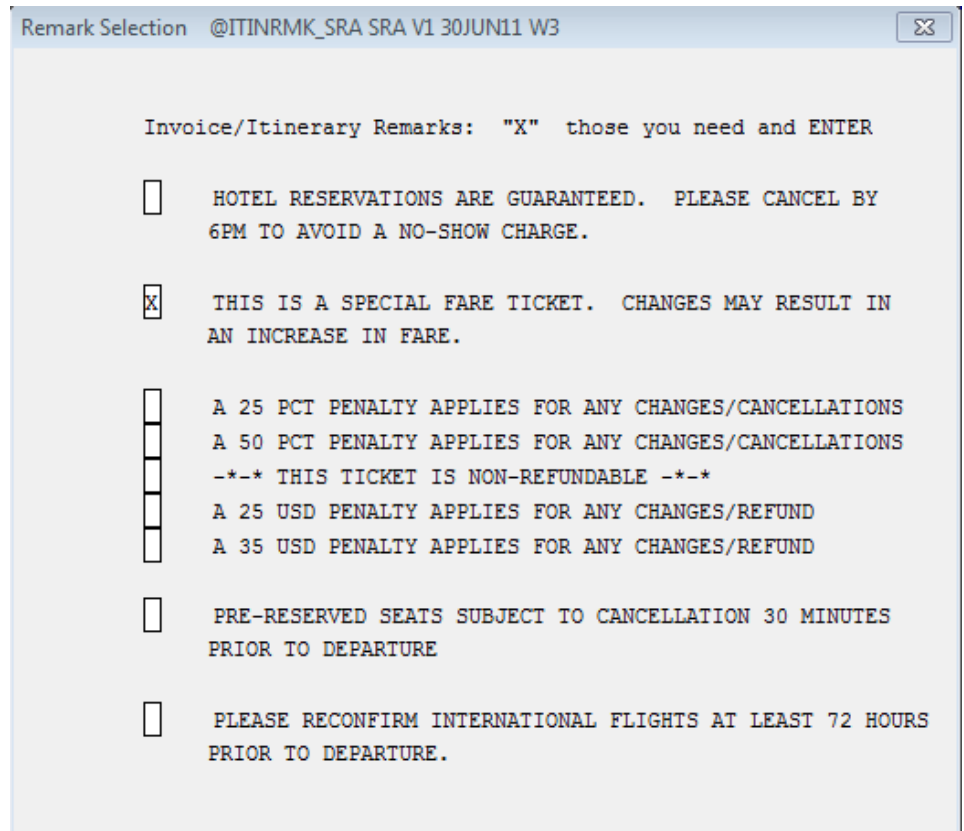 Remark Selection @ITINRMK_SRA SRA V1 30JUN11 W3
Invoice/Itinerary Remarks: "X" those you need and ENTER
HOTEL RESERVATIONS ARE GUARANTEED. PLEASE CANCEL BY
6PM TO AVOID A NO-SHOW CHARGE.
X THIS IS A SPECIAL FARE TICKET. CHANGES MAY RESULT IN
AN INCREASE IN FARE.
A 25 PCT PENALTY APPLIES FOR ANY CHANGES/CANCELLATIONS
A 50 PCT PENALTY APPLIES FOR ANY CHANGES/CANCELLATIONS
-*-* THIS TICKET IS NON-REFUNDABLE -*-*
A 25 USD PENALTY APPLIES FOR ANY CHANGES/REFUND
A 35 USD PENALTY APPLIES FOR ANY CHANGES/REFUND
PRE-RESERVED SEATS SUBJECT TO CANCELLATION 30 MINUTES
PRIOR TO DEPARTURE
PLEASE RECONFIRM INTERNATIONAL FLIGHTS AT LEAST 72 HOURS
PRIOR TO DEPARTURE.